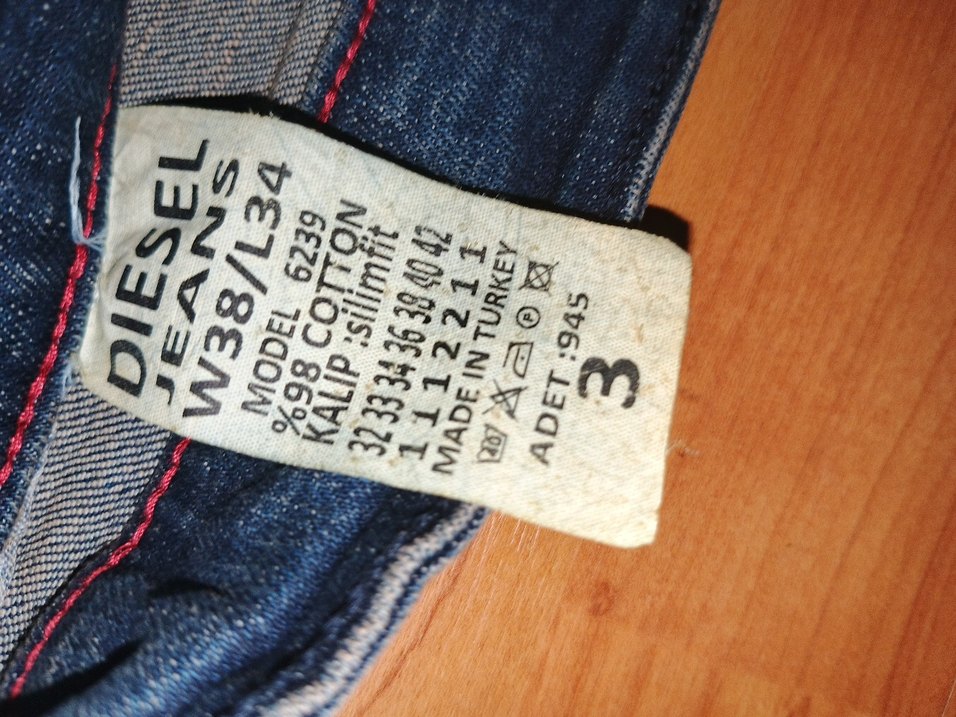 DIESEL
JEANS
W38/L34
MODEL 6239
%98 COTTON
KALIP :silimfit
32 33 34 36 38 40 42
1 1 1 2 2 1 1
MADE IN TURKEY
ADET :945
3